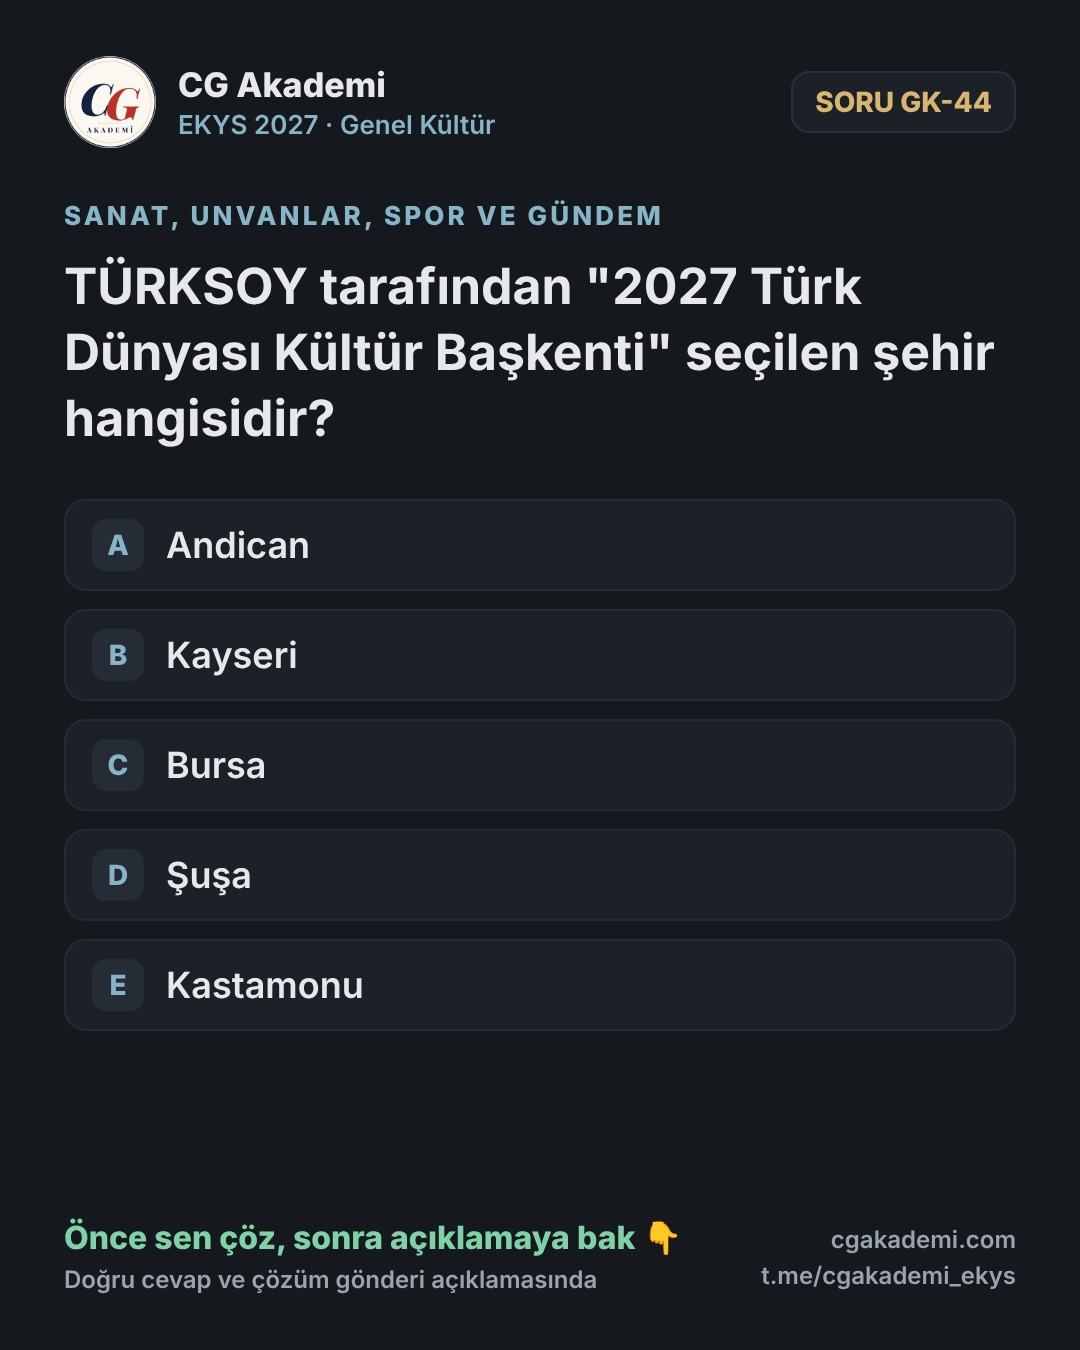 CG
AKADEMİ
CG Akademi
EKYS 2027 · Genel Kültür
SORU GK-44
SANAT, UNVANLAR, SPOR VE GÜNDEM
TÜRKSOY tarafından "2027 Türk
Dünyası Kültür Başkenti" seçilen şehir
hangisidir?
A Andican
B Kayseri
C Bursa
D Şuşa
E Kastamonu
Önce sen çöz, sonra açıklamaya bak 👇
Doğru cevap ve çözüm gönderi açıklamasında
cgakademi.com
t.me/cgakademi_ekys